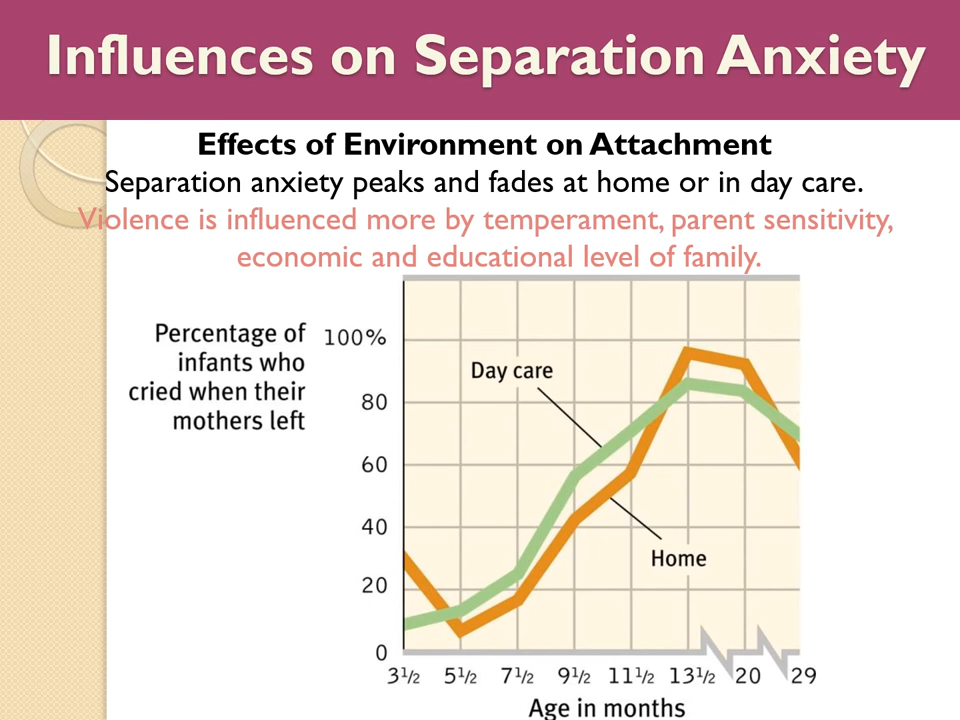 Influences on Separation Anxiety
Effects of Environment on Attachment
Separation anxiety peaks and fades at home or in day care.
Violence is influenced more by temperament, parent sensitivity,
economic and educational level of family.
Percentage of
infants who
cried when their
mothers left
100%
80
60
40
20
0
Day care
Home
3½ 5½ 7½ 9½ 11½ 13½ 20 29
Age in months